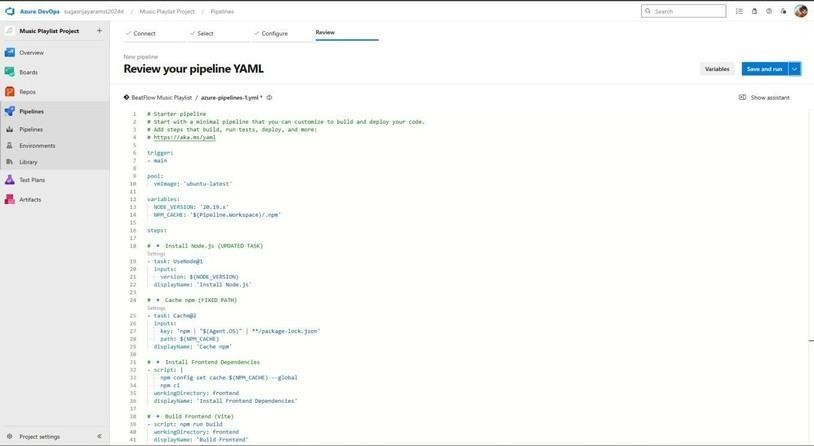 Azure DevOps sugasrijayarams2024d / Music Playlist Project / Pipelines Search
Music Playlist Project
Overview
Boards
Repos
Pipelines
Pipelines
Environments
Library
Test Plans
Artifacts
Project settings
Connect Select Configure Review
New pipeline
Review your pipeline YAML
Variables Save and run
BeatFlow Music Playlist / azure-pipelines-1.yml *
Show assistant
1 # Starter pipeline
2 # Start with a minimal pipeline that you can customize to build and deploy your code.
3 # Add steps that build, run tests, deploy, and more:
4 # https://aka.ms/yaml
5
6 trigger:
7 - main
8
9 pool:
10 vmImage: 'ubuntu-latest'
11
12 variables:
13 NODE_VERSION: '20.19.x'
14 NPM_CACHE: '$(Pipeline.Workspace)/.npm'
15
16 steps:
17
18 # Install Node.js (UPDATED TASK)
Settings
19 - task: UseNode@1
20 inputs:
21 version: $(NODE_VERSION)
22 displayName: 'Install Node.js'
23
24 # Cache npm (FIXED PATH)
Settings
25 - task: Cache@2
26 inputs:
27 key: 'npm | "$(Agent.OS)" | **/package-lock.json'
28 path: $(NPM_CACHE)
29 displayName: 'Cache npm'
30
31 # Install Frontend Dependencies
32 - script: |
33 npm config set cache $(NPM_CACHE) --global
34 npm ci
35 workingDirectory: frontend
36 displayName: 'Install Frontend Dependencies'
37
38 # Build Frontend (Vite)
39 - script: npm run build
40 workingDirectory: frontend
41 displayName: 'Build Frontend'